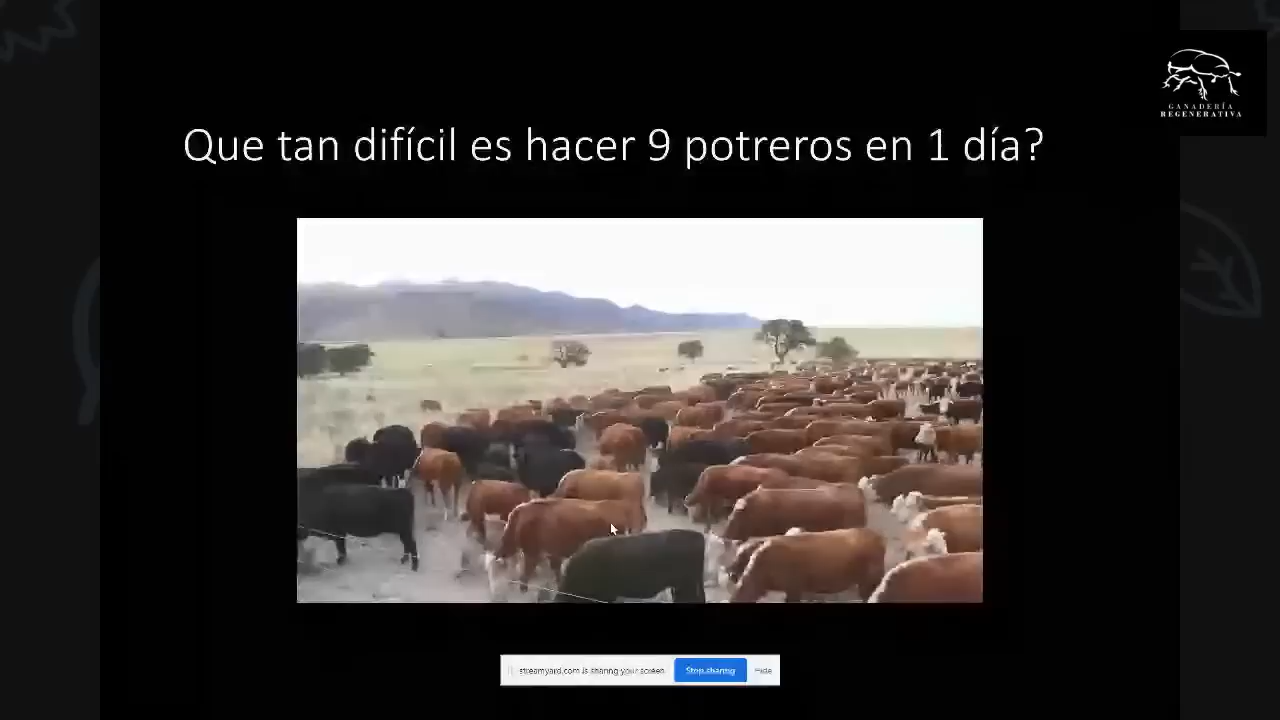 GANADERÍA
REGENERATIVA
Que tan difícil es hacer 9 potreros en 1 día?
streamyard.com is sharing your screen
Stop sharing
Hide